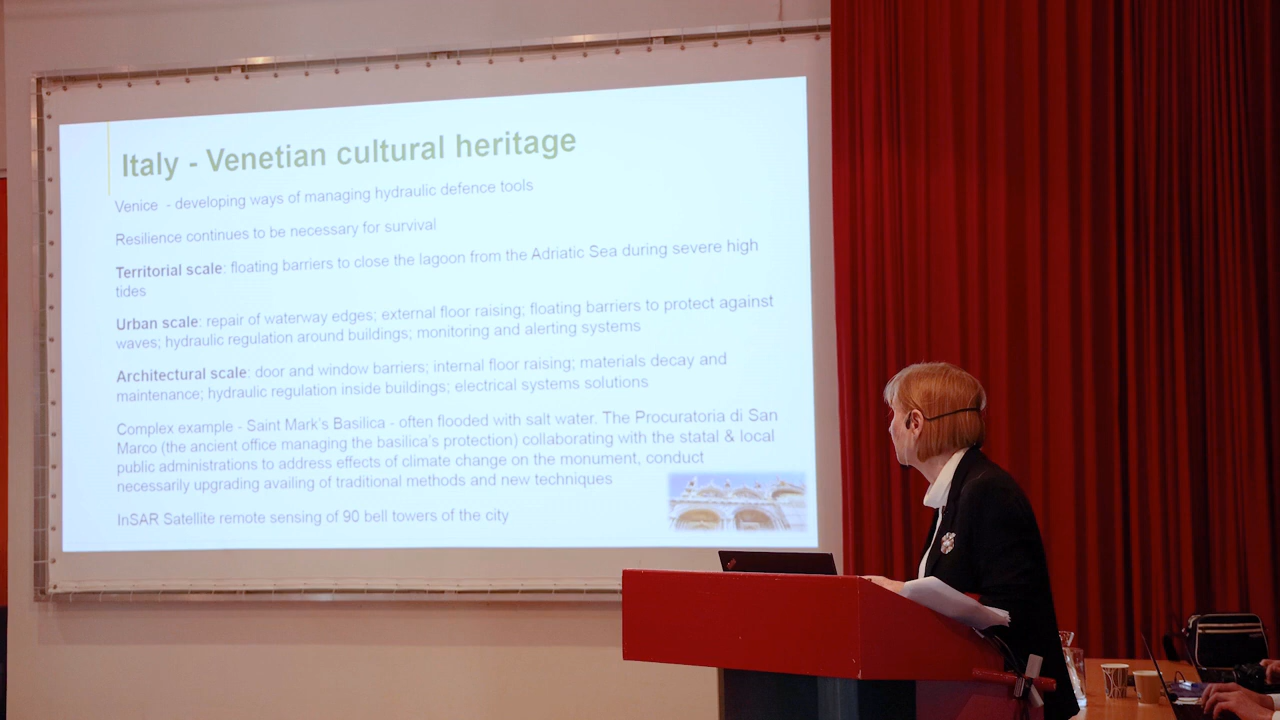 Italy - Venetian cultural heritage
Venice - developing ways of managing hydraulic defence tools
Resilience continues to be necessary for survival
Territorial scale: floating barriers to close the lagoon from the Adriatic Sea during severe high
tides
Urban scale: repair of waterway edges; external floor raising; floating barriers to protect against
waves; hydraulic regulation around buildings; monitoring and alerting systems
Architectural scale: door and window barriers; internal floor raising; materials decay and
maintenance; hydraulic regulation inside buildings; electrical systems solutions
Complex example - Saint Mark's Basilica - often flooded with salt water. The Procuratoria di San
Marco (the ancient office managing the basilica's protection) collaborating with the statal & local
public administrations to address effects of climate change on the monument, conduct
necessarily upgrading availing of traditional methods and new techniques
InSAR Satellite remote sensing of 90 bell towers of the city